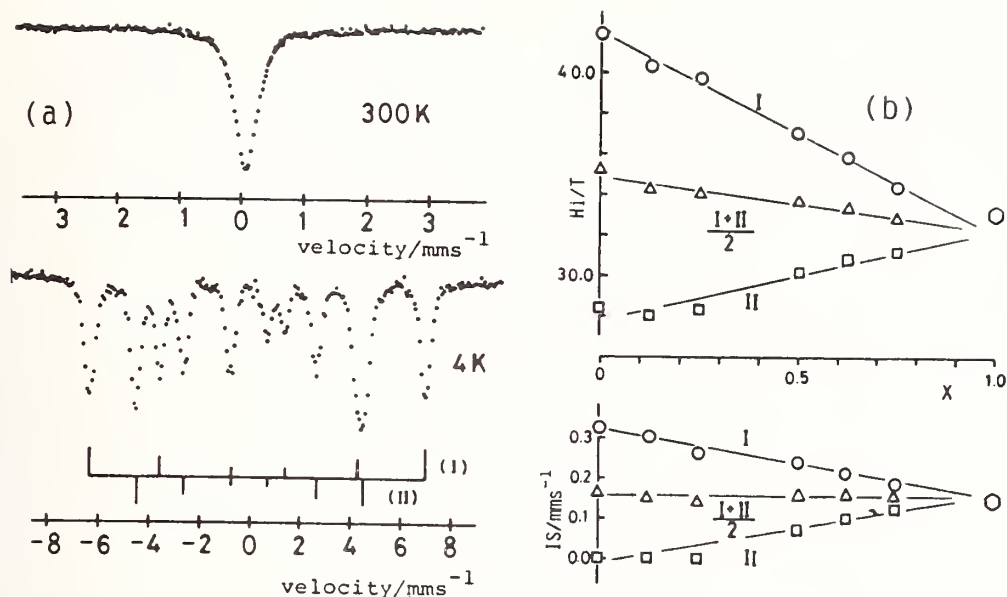 (a)
300K
3 2 1 0 1 2 3
velocity/mms⁻¹
4K
(I)
(II)
-8 -6 -4 -2 0 2 4 6 8
velocity/mms⁻¹
(b)
40.0
I
Hi/T
I+II
2
30.0
II
0 0.5 X 1.0
0.3
I
IS/mms⁻¹
0.2
0.1
I+II
2
0.0
II